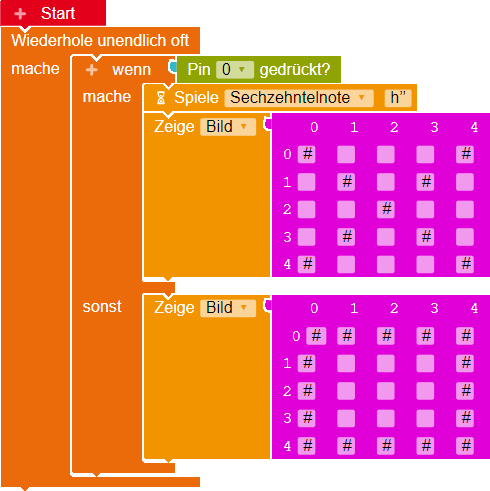 + Start
Wiederhole unendlich oft
mache + wenn Pin 0 gedrückt?
mache Spiele Sechzehntelnote h”
Zeige Bild
0 1 2 3 4
0 # #
1 # #
2 #
3 # #
4 # #
sonst Zeige Bild
0 1 2 3 4
0 # # # # #
1 # #
2 # #
3 # #
4 # # # # #